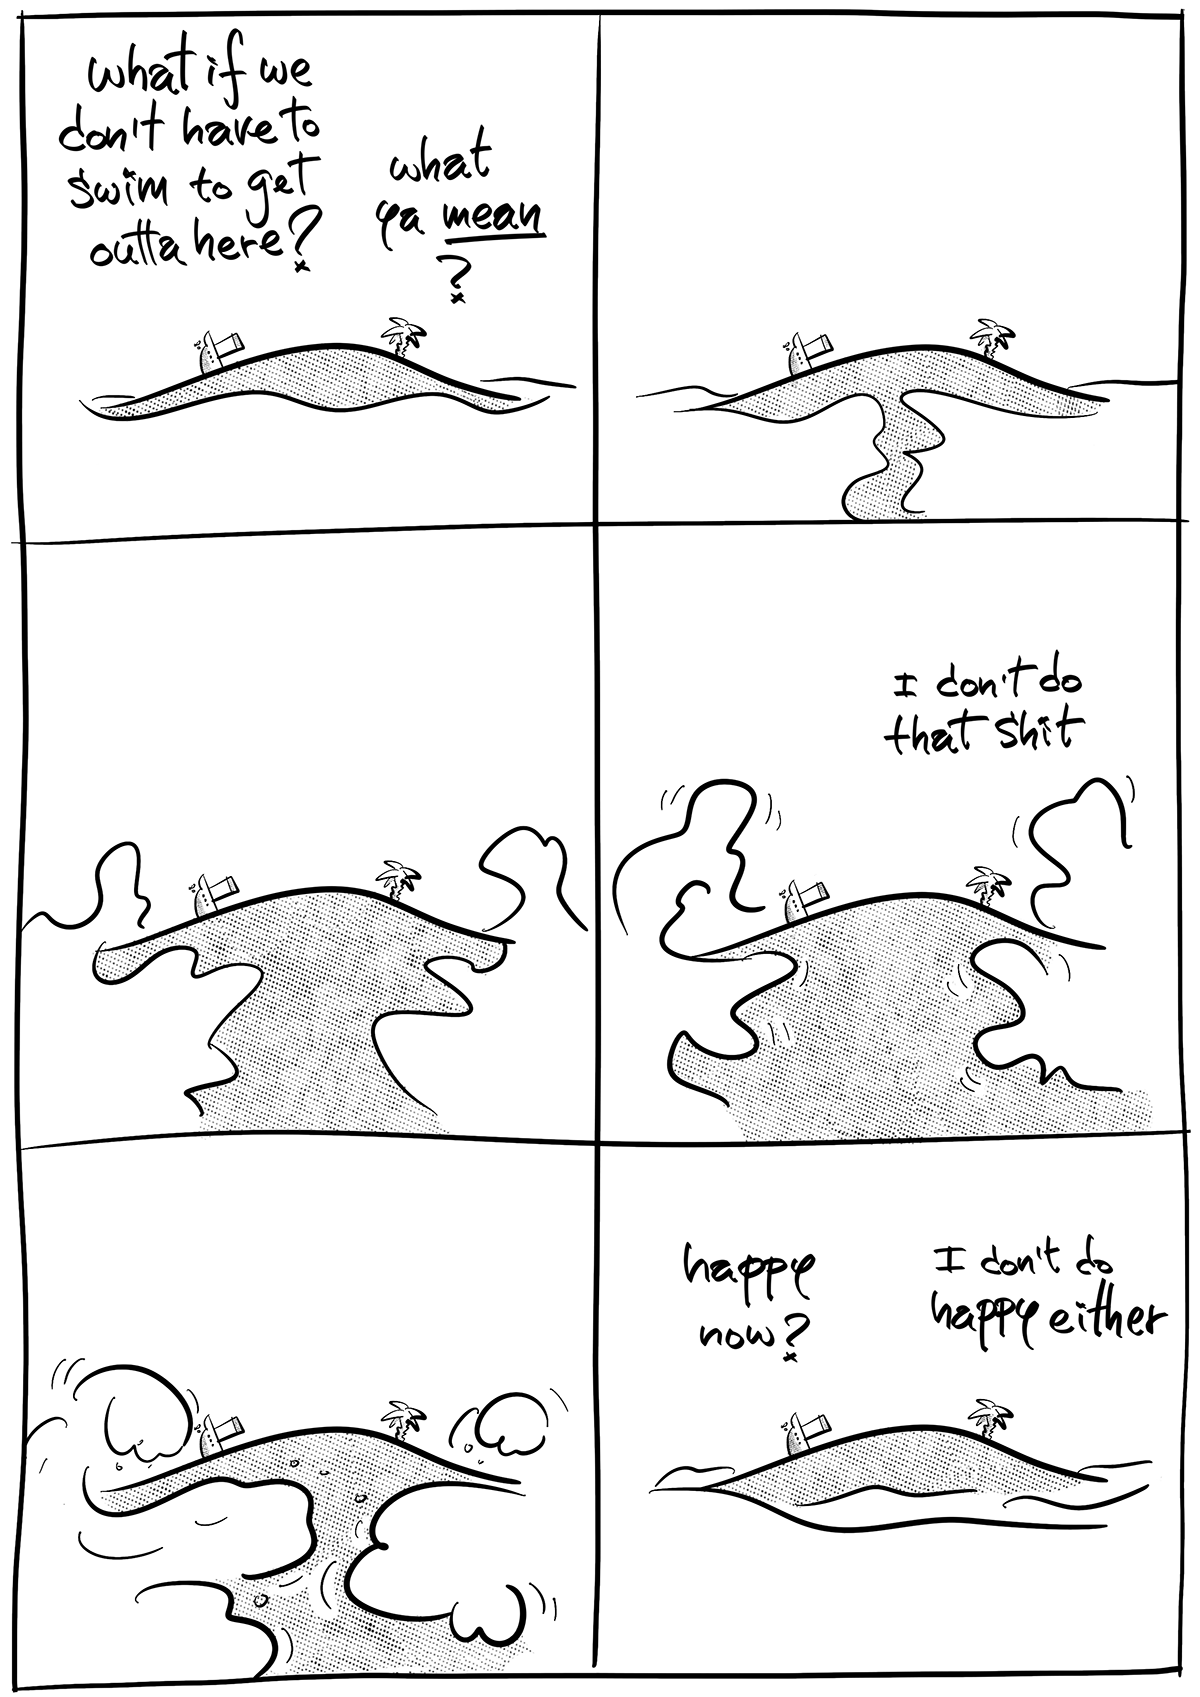 what if we
don't have to
swim to get
outta here?
what
ya mean
?
I don't do
that shit
happy
now?
I don't do
happy either